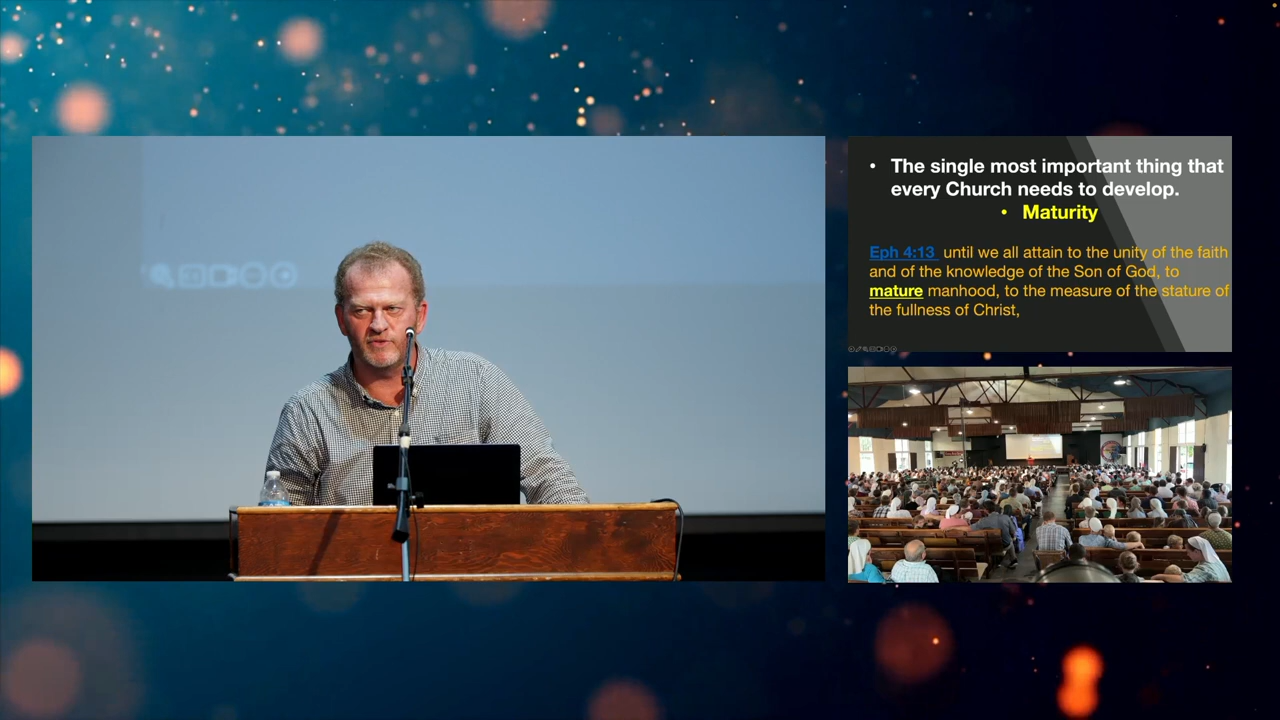 • The single most important thing that
every Church needs to develop.
• Maturity
Eph 4:13 until we all attain to the unity of the faith
and of the knowledge of the Son of God, to
mature manhood, to the measure of the stature of
the fullness of Christ,